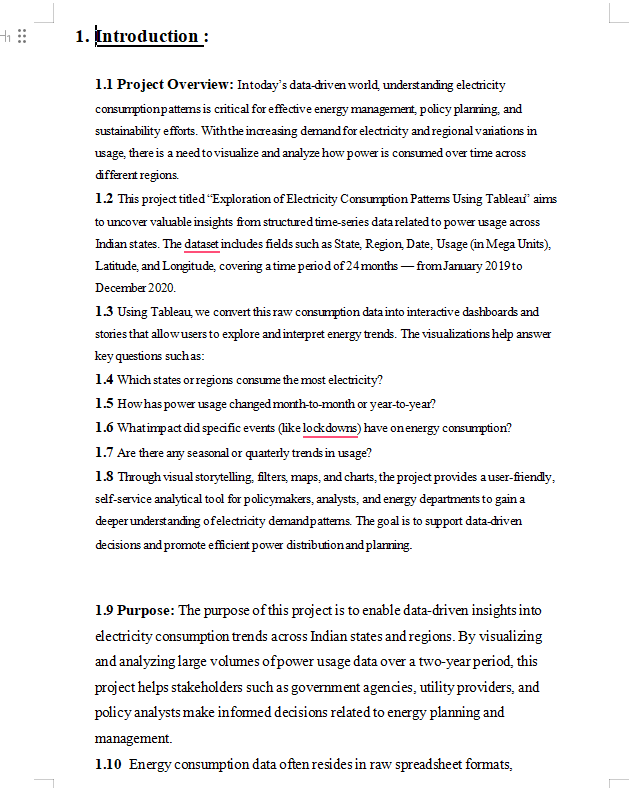 1. Introduction :
1.1 Project Overview: In today's data-driven world, understanding electricity
consumption patterns is critical for effective energy management, policy planning, and
sustainability efforts. With the increasing demand for electricity and regional variations in
usage, there is a need to visualize and analyze how power is consumed over time across
different regions.
1.2 This project titled “Exploration of Electricity Consumption Patterns Using Tableau” aims
to uncover valuable insights from structured time-series data related to power usage across
Indian states. The dataset includes fields such as State, Region, Date, Usage (in Mega Units),
Latitude, and Longitude, covering a time period of 24 months — from January 2019 to
December 2020.
1.3 Using Tableau, we convert this raw consumption data into interactive dashboards and
stories that allow users to explore and interpret energy trends. The visualizations help answer
key questions such as:
1.4 Which states or regions consume the most electricity?
1.5 How has power usage changed month-to-month or year-to-year?
1.6 What impact did specific events (like lockdowns) have on energy consumption?
1.7 Are there any seasonal or quarterly trends in usage?
1.8 Through visual storytelling, filters, maps, and charts, the project provides a user-friendly,
self-service analytical tool for policymakers, analysts, and energy departments to gain a
deeper understanding of electricity demand patterns. The goal is to support data-driven
decisions and promote efficient power distribution and planning.
1.9 Purpose: The purpose of this project is to enable data-driven insights into
electricity consumption trends across Indian states and regions. By visualizing
and analyzing large volumes of power usage data over a two-year period, this
project helps stakeholders such as government agencies, utility providers, and
policy analysts make informed decisions related to energy planning and
management.
1.10 Energy consumption data often resides in raw spreadsheet formats,